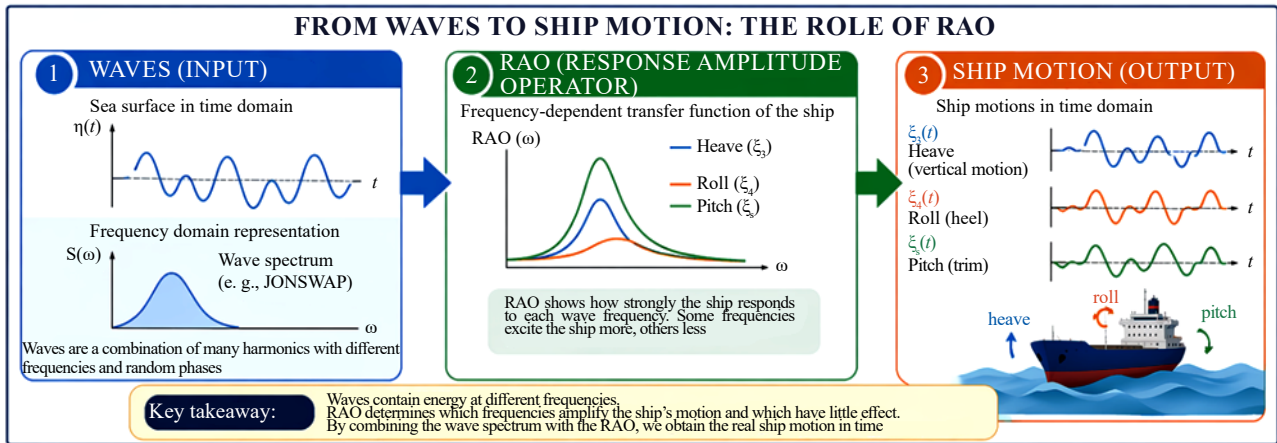 FROM WAVES TO SHIP MOTION: THE ROLE OF RAO
1 WAVES (INPUT)
Sea surface in time domain
η(t)
t
Frequency domain representation
S(ω)
Wave spectrum
(e. g., JONSWAP)
ω
Waves are a combination of many harmonics with different
frequencies and random phases
2 RAO (RESPONSE AMPLITUDE
OPERATOR)
Frequency-dependent transfer function of the ship
RAO (ω)
Heave (ξ₃)
Roll (ξ₄)
Pitch (ξₛ)
ω
RAO shows how strongly the ship responds
to each wave frequency. Some frequencies
excite the ship more, others less
3 SHIP MOTION (OUTPUT)
Ship motions in time domain
ξ₃(t)
Heave
(vertical motion)
t
ξ₄(t)
Roll (heel)
t
ξₛ(t)
Pitch (trim)
t
heave
roll
pitch
Key takeaway:
Waves contain energy at different frequencies.
RAO determines which frequencies amplify the ship's motion and which have little effect.
By combining the wave spectrum with the RAO, we obtain the real ship motion in time